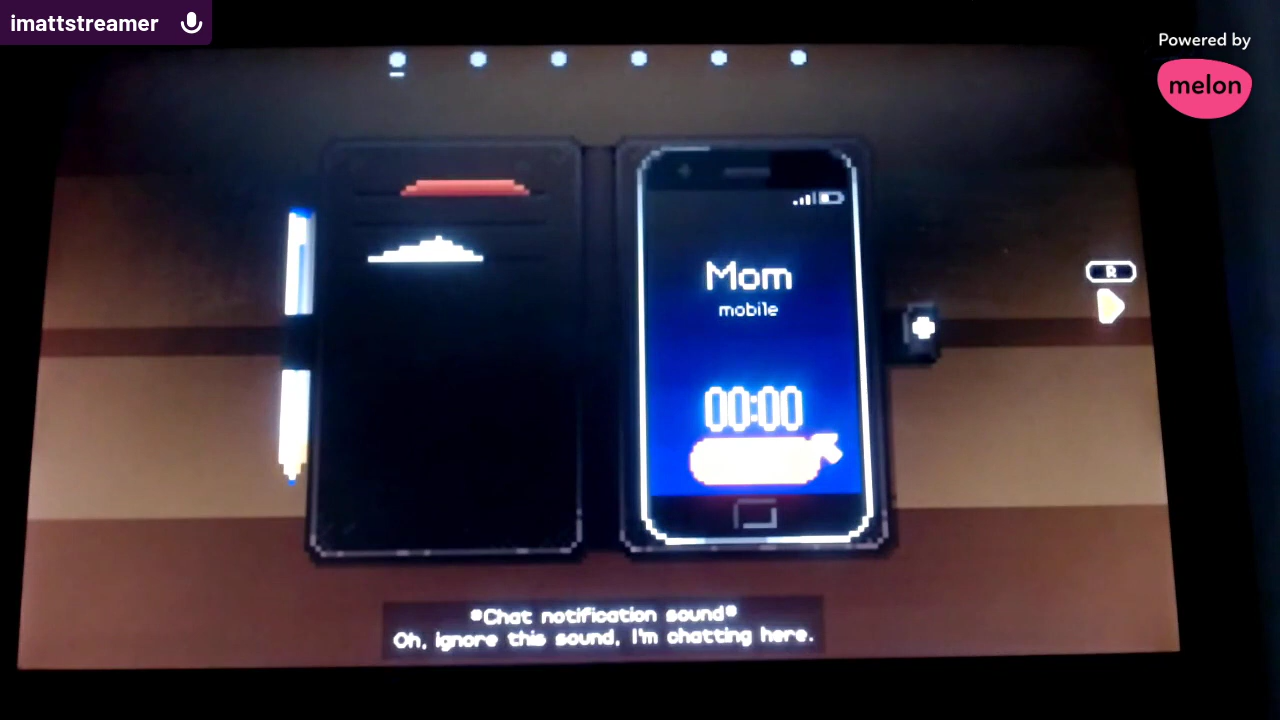 imattstreamer
Powered by
melon
R
Mom
mobile
00:00
*Chat notification sound*
Oh, ignore this sound, I'm chatting here.